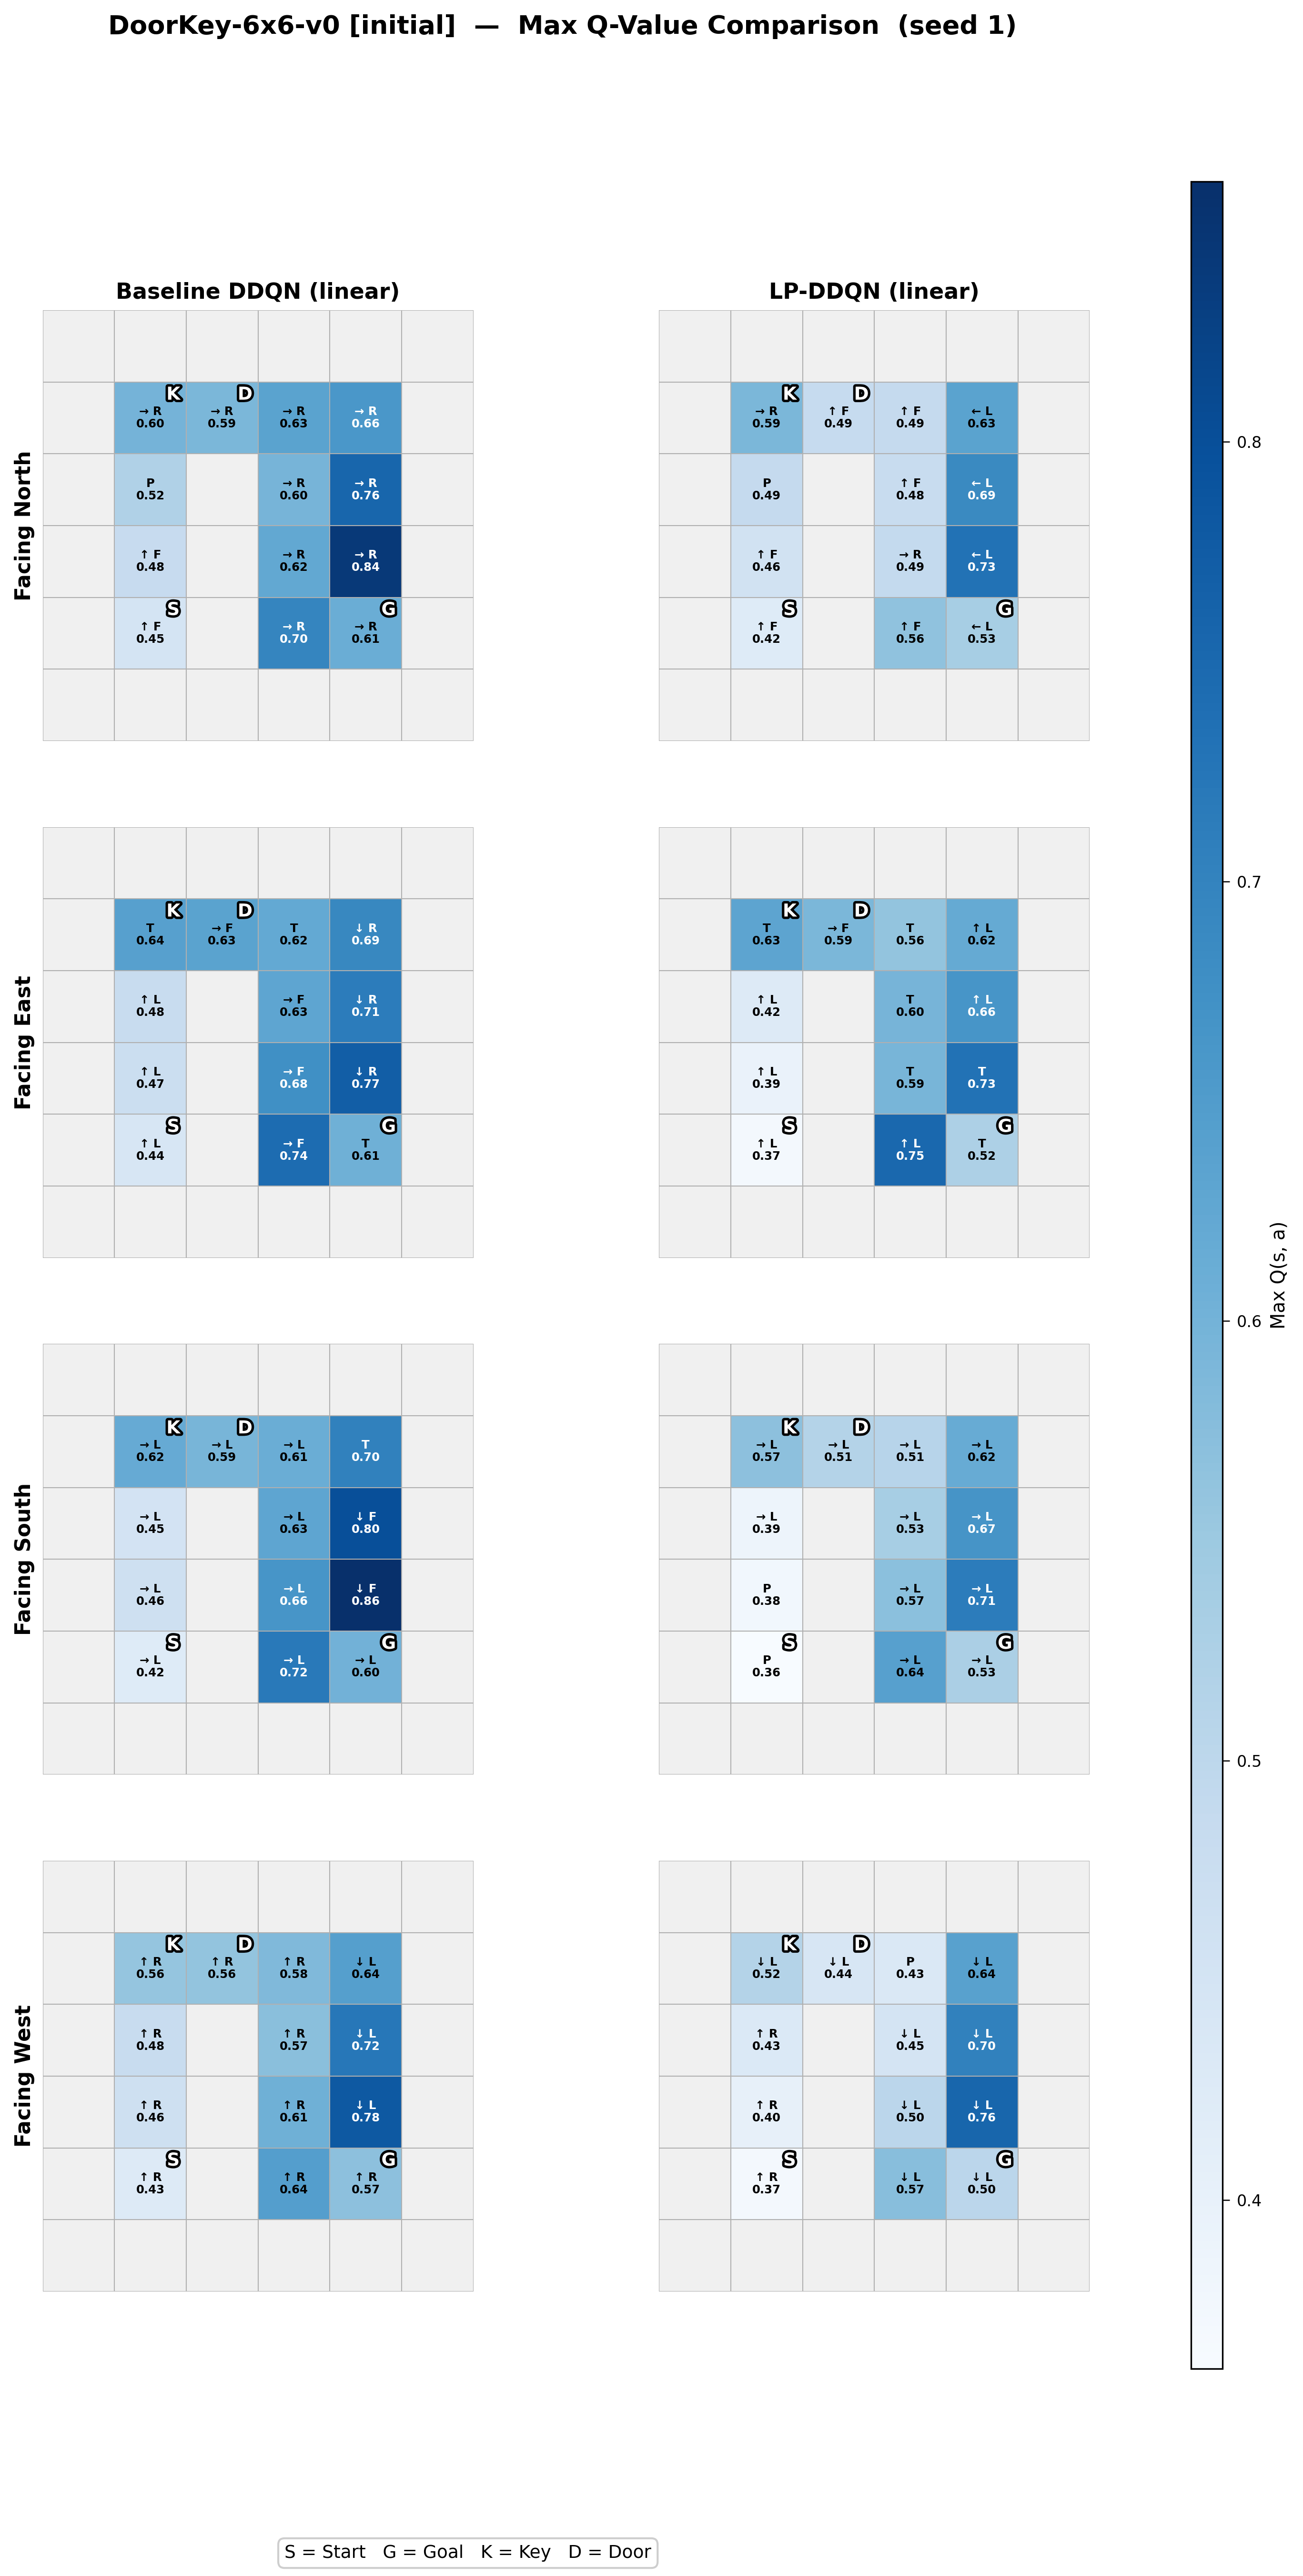 DoorKey-6x6-v0 [initial] — Max Q-Value Comparison (seed 1)
Baseline DDQN (linear)
LP-DDQN (linear)
Facing North
K D
→ R → R → R → R
0.60 0.59 0.63 0.66
P → R → R
0.52 0.60 0.76
↑ F → R → R
0.48 0.62 0.84
S G
↑ F → R → R
0.45 0.70 0.61
K D
→ R ↑ F ↑ F ← L
0.59 0.49 0.49 0.63
P ↑ F ← L
0.49 0.48 0.69
↑ F → R ← L
0.46 0.49 0.73
S G
↑ F ↑ F ← L
0.42 0.56 0.53
Facing East
K D
T → F T ↓ R
0.64 0.63 0.62 0.69
↑ L → F ↓ R
0.48 0.63 0.71
↑ L → F ↓ R
0.47 0.68 0.77
S G
↑ L → F T
0.44 0.74 0.61
K D
T → F T ↑ L
0.63 0.59 0.56 0.62
↑ L T ↑ L
0.42 0.60 0.66
↑ L T T
0.39 0.59 0.73
S G
↑ L ↑ L T
0.37 0.75 0.52
Facing South
K D
→ L → L → L T
0.62 0.59 0.61 0.70
→ L → L ↓ F
0.45 0.63 0.80
→ L → L ↓ F
0.46 0.66 0.86
S G
→ L → L → L
0.42 0.72 0.60
K D
→ L → L → L → L
0.57 0.51 0.51 0.62
→ L → L → L
0.39 0.53 0.67
P → L → L
0.38 0.57 0.71
S G
P → L → L
0.36 0.64 0.53
Facing West
K D
↑ R ↑ R ↑ R ↓ L
0.56 0.56 0.58 0.64
↑ R ↑ R ↓ L
0.48 0.57 0.72
↑ R ↑ R ↓ L
0.46 0.61 0.78
S G
↑ R ↑ R ↑ R
0.43 0.64 0.57
K D
↓ L ↓ L P ↓ L
0.52 0.44 0.43 0.64
↑ R ↓ L ↓ L
0.43 0.45 0.70
↑ R ↓ L ↓ L
0.40 0.50 0.76
S G
↑ R ↓ L ↓ L
0.37 0.57 0.50
0.8
0.7
0.6
0.5
0.4
Max Q(s, a)
S = Start G = Goal K = Key D = Door